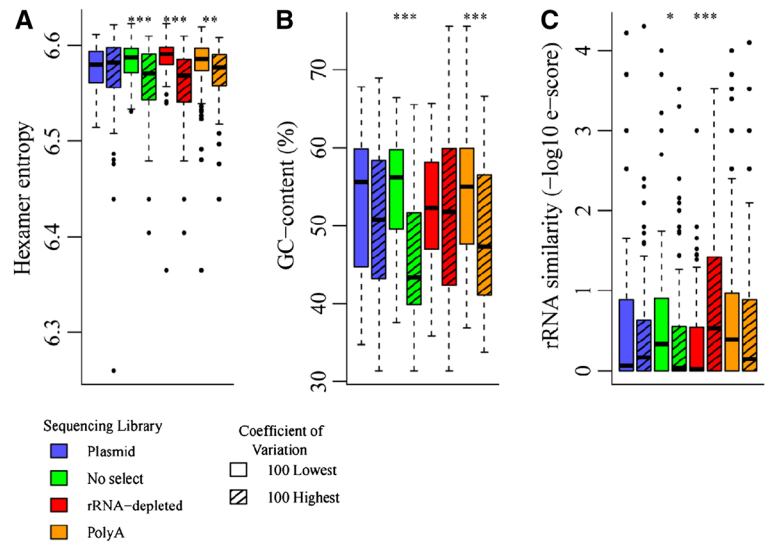 A
B
C
*** *** **
*** ***
* ***
Hexamer entropy
6.6
6.5
6.4
6.3
GC-content (%)
70
60
50
40
30
rRNA similarity (-log10 e-score)
4
3
2
1
0
Sequencing Library
Plasmid
No select
rRNA-depleted
PolyA
Coefficient of
Variation
100 Lowest
100 Highest